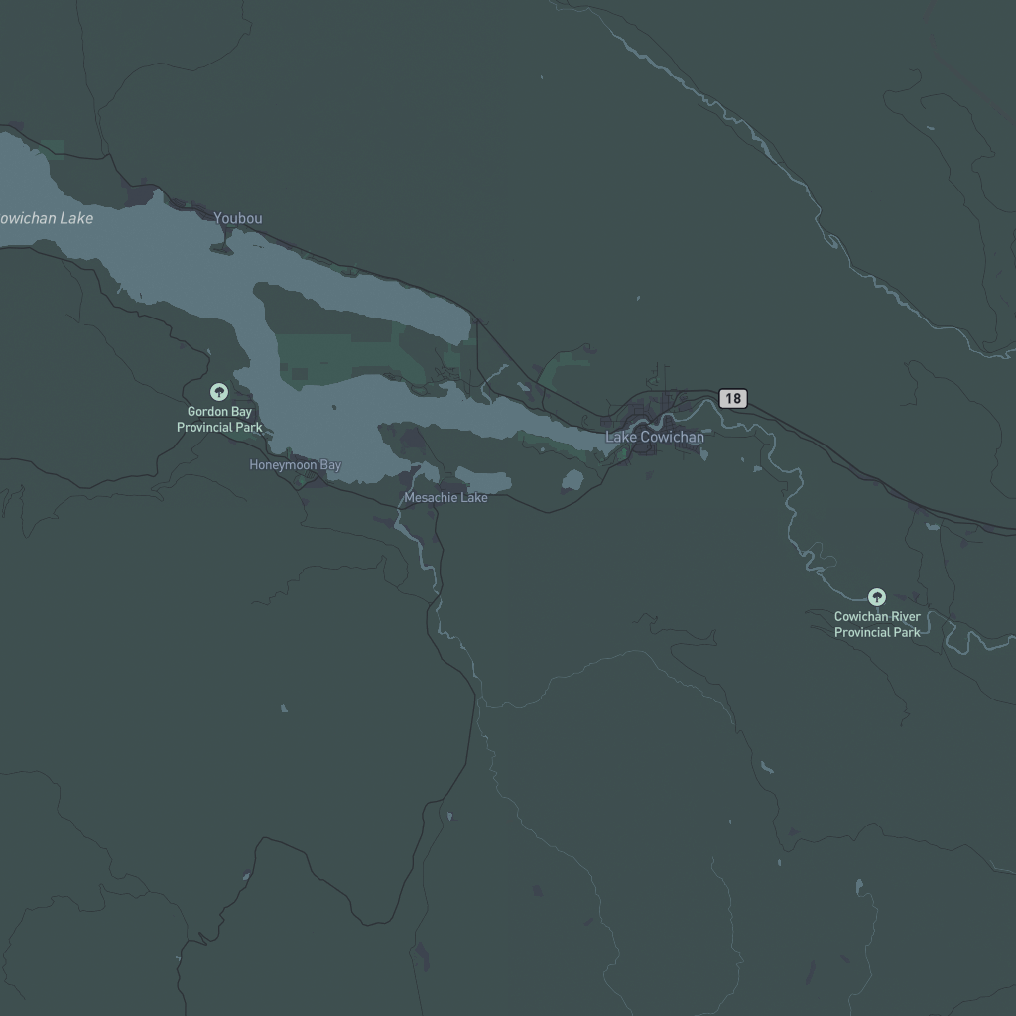 owichan Lake
Youbou
Gordon Bay
Provincial Park
18
Lake Cowichan
Honeymoon Bay
Mesachie Lake
Cowichan River
Provincial Park